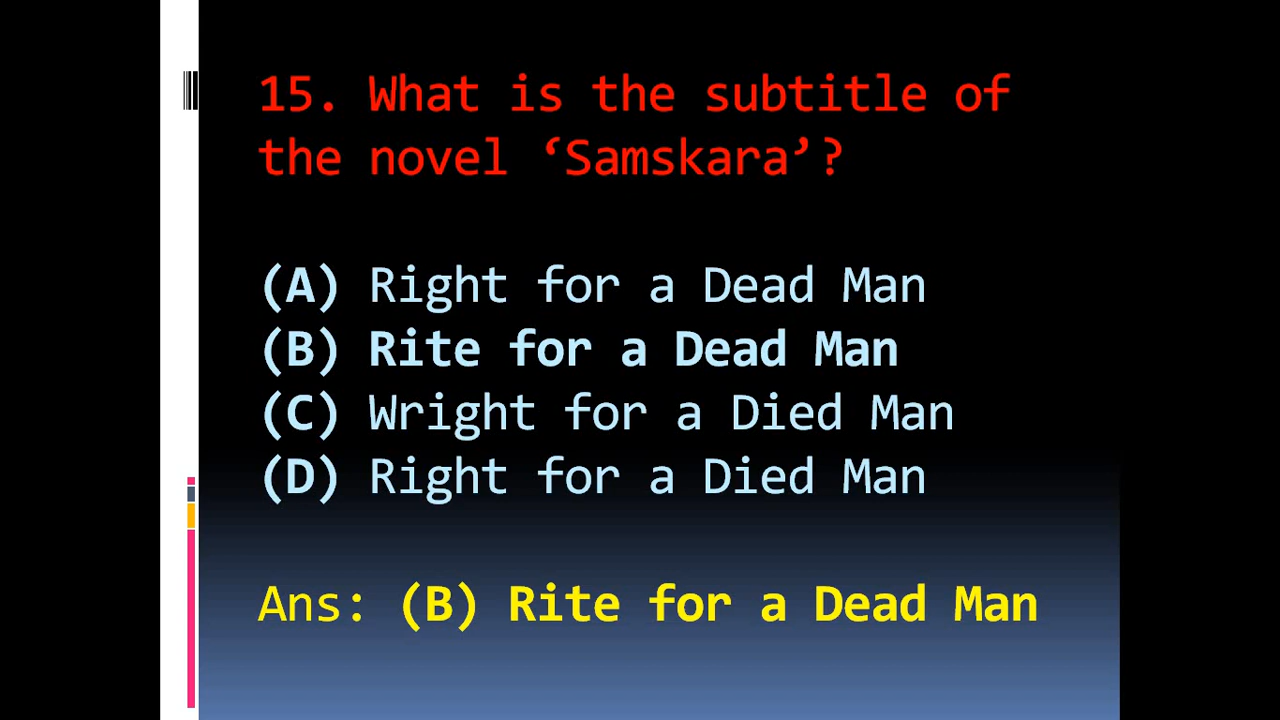 15. What is the subtitle of
the novel ‘Samskara’?
(A) Right for a Dead Man
(B) Rite for a Dead Man
(C) Wright for a Died Man
(D) Right for a Died Man
Ans: (B) Rite for a Dead Man